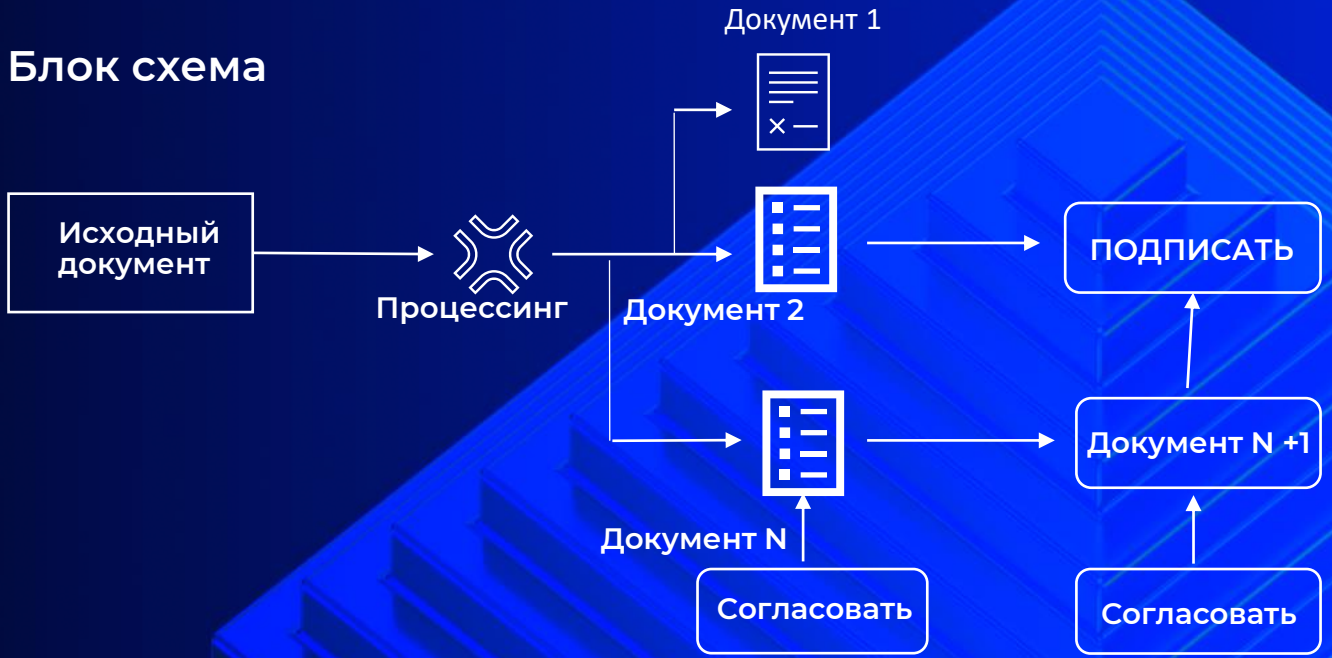 Документ 1
Блок схема
Исходный
документ
ПОДПИСАТЬ
Процессинг
Документ 2
Документ N +1
Документ N
Согласовать
Согласовать